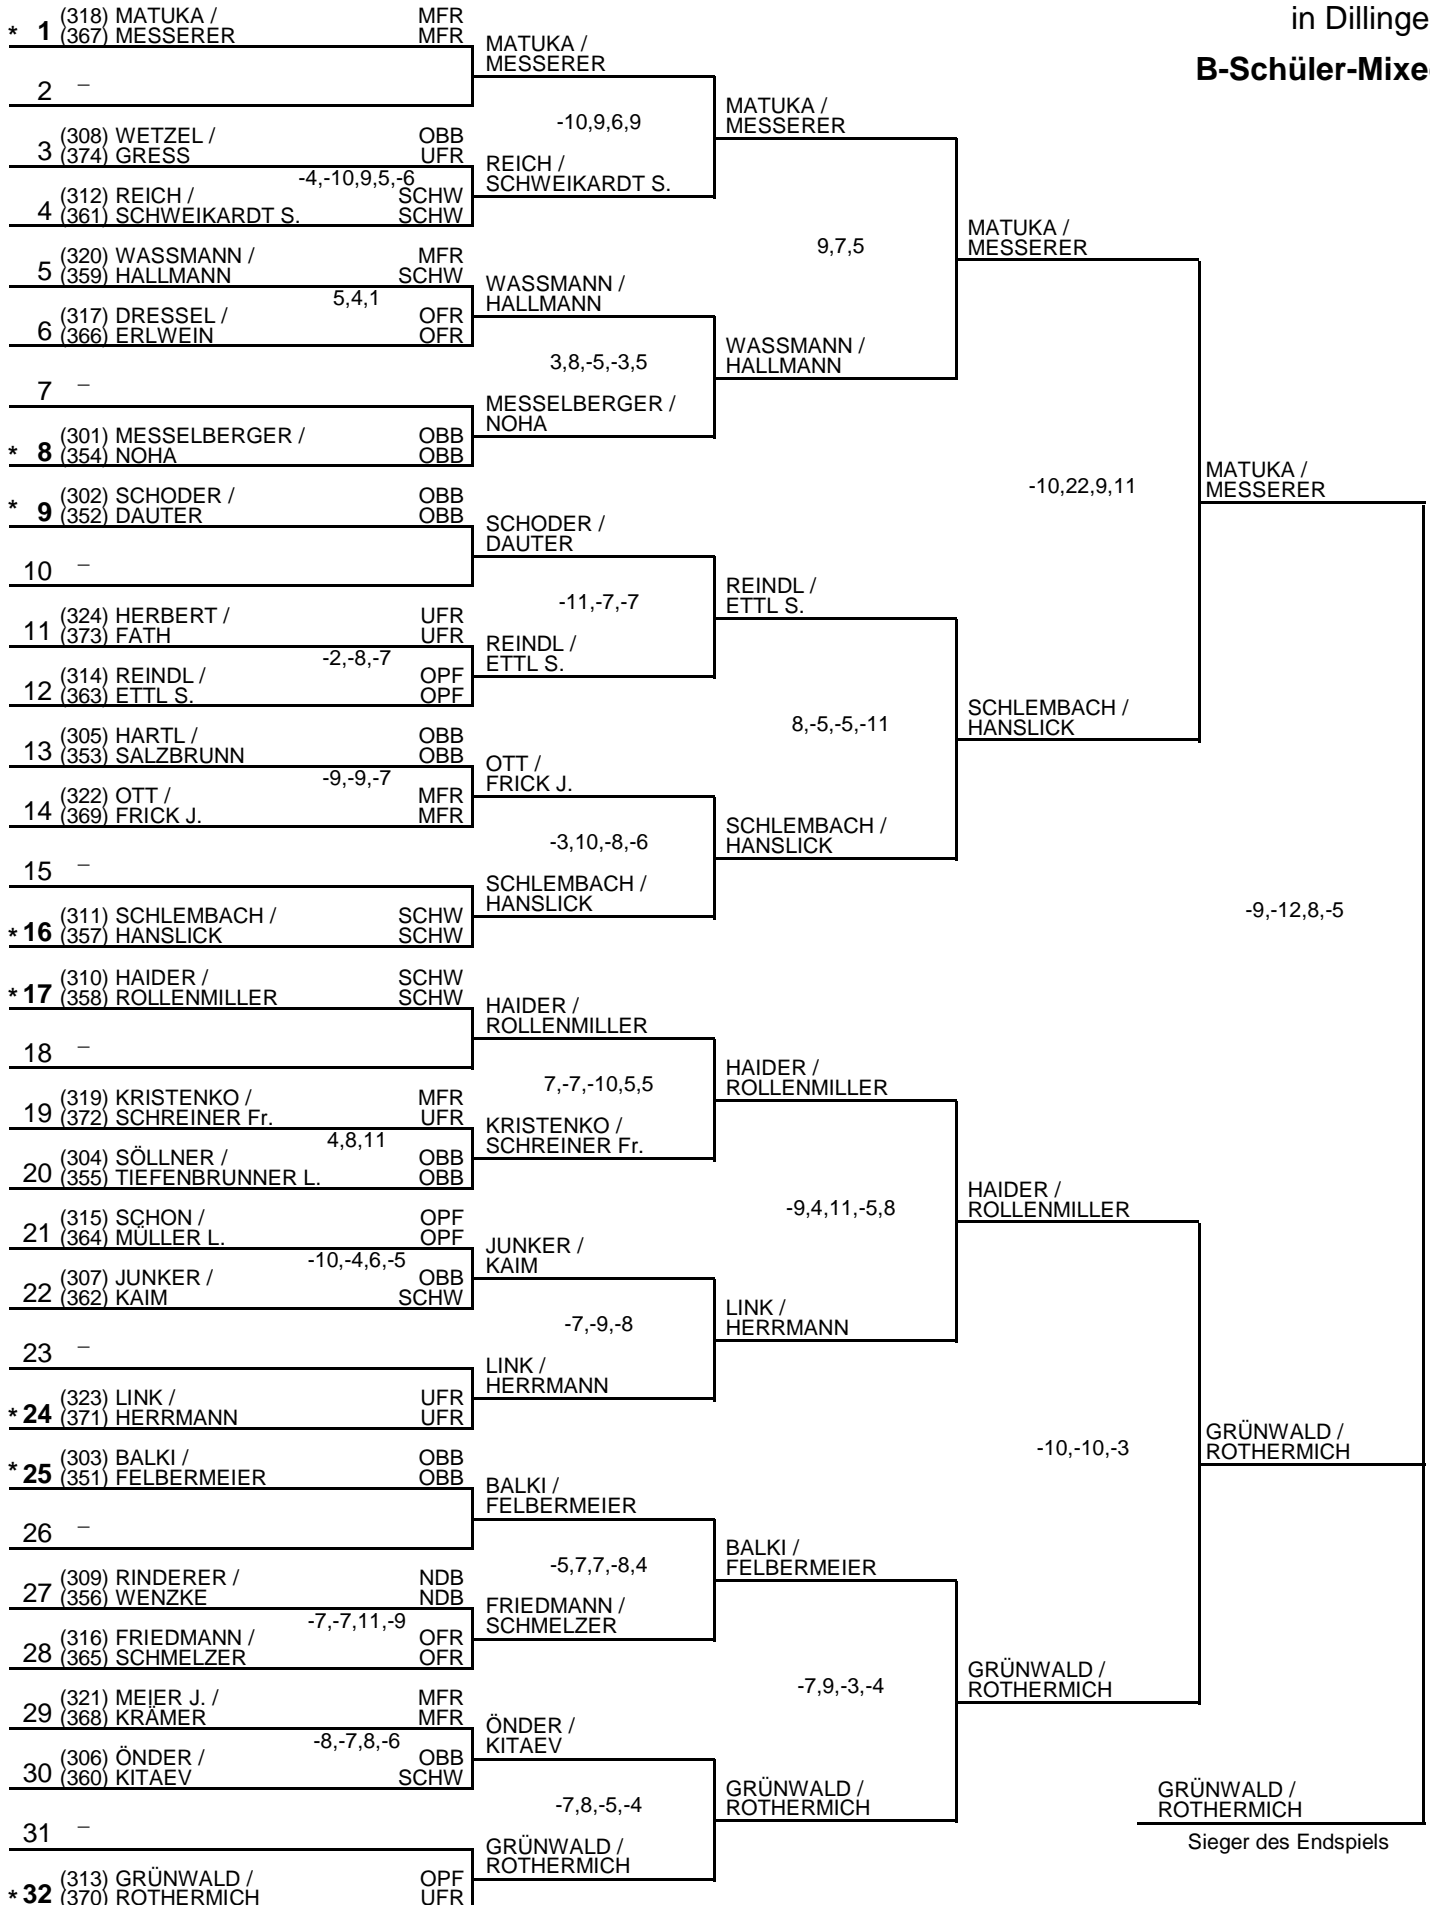 in Dillinge
B-Schüler-Mixe
(318) MATUKA / MFR
* 1 (367) MESSERER MFR
2 –
3 (308) WETZEL / OBB
(374) GRESS UFR
-4,-10,9,5,-6
4 (312) REICH / SCHW
(361) SCHWEIKARDT S. SCHW
5 (320) WASSMANN / MFR
(359) HALLMANN SCHW
5,4,1
6 (317) DRESSEL / OFR
(366) ERLWEIN OFR
7 –
(301) MESSELBERGER / OBB
* 8 (354) NOHA OBB
(302) SCHODER / OBB
* 9 (352) DAUTER OBB
10 –
11 (324) HERBERT / UFR
(373) FATH UFR
-2,-8,-7
12 (314) REINDL / OPF
(363) ETTL S. OPF
13 (305) HARTL / OBB
(353) SALZBRUNN OBB
-9,-9,-7
14 (322) OTT / MFR
(369) FRICK J. MFR
15 –
(311) SCHLEMBACH / SCHW
* 16 (357) HANSLICK SCHW
(310) HAIDER / SCHW
* 17 (358) ROLLENMILLER SCHW
18 –
19 (319) KRISTENKO / MFR
(372) SCHREINER Fr. UFR
4,8,11
20 (304) SÖLLNER / OBB
(355) TIEFENBRUNNER L. OBB
21 (315) SCHON / OPF
(364) MÜLLER L. OPF
-10,-4,6,-5
22 (307) JUNKER / OBB
(362) KAIM SCHW
23 –
(323) LINK / UFR
* 24 (371) HERRMANN UFR
(303) BALKI / OBB
* 25 (351) FELBERMEIER OBB
26 –
27 (309) RINDERER / NDB
(356) WENZKE NDB
-7,-7,11,-9
28 (316) FRIEDMANN / OFR
(365) SCHMELZER OFR
29 (321) MEIER J. / MFR
(368) KRÄMER MFR
-8,-7,8,-6
30 (306) ÖNDER / OBB
(360) KITAEV SCHW
31 –
(313) GRÜNWALD / OPF
* 32 (370) ROTHERMICH UFR
MATUKA /
MESSERER
-10,9,6,9
REICH /
SCHWEIKARDT S.
WASSMANN /
HALLMANN
3,8,-5,-3,5
MESSELBERGER /
NOHA
SCHODER /
DAUTER
-11,-7,-7
REINDL /
ETTL S.
OTT /
FRICK J.
-3,10,-8,-6
SCHLEMBACH /
HANSLICK
HAIDER /
ROLLENMILLER
7,-7,-10,5,5
KRISTENKO /
SCHREINER Fr.
JUNKER /
KAIM
-7,-9,-8
LINK /
HERRMANN
BALKI /
FELBERMEIER
-5,7,7,-8,4
FRIEDMANN /
SCHMELZER
ÖNDER /
KITAEV
-7,8,-5,-4
GRÜNWALD /
ROTHERMICH
MATUKA /
MESSERER
9,7,5
WASSMANN /
HALLMANN
REINDL /
ETTL S.
8,-5,-5,-11
SCHLEMBACH /
HANSLICK
HAIDER /
ROLLENMILLER
-9,4,11,-5,8
LINK /
HERRMANN
BALKI /
FELBERMEIER
-7,9,-3,-4
GRÜNWALD /
ROTHERMICH
MATUKA /
MESSERER
-10,22,9,11
SCHLEMBACH /
HANSLICK
HAIDER /
ROLLENMILLER
-10,-10,-3
GRÜNWALD /
ROTHERMICH
MATUKA /
MESSERER
-9,-12,8,-5
GRÜNWALD /
ROTHERMICH
GRÜNWALD /
ROTHERMICH
Sieger des Endspiels